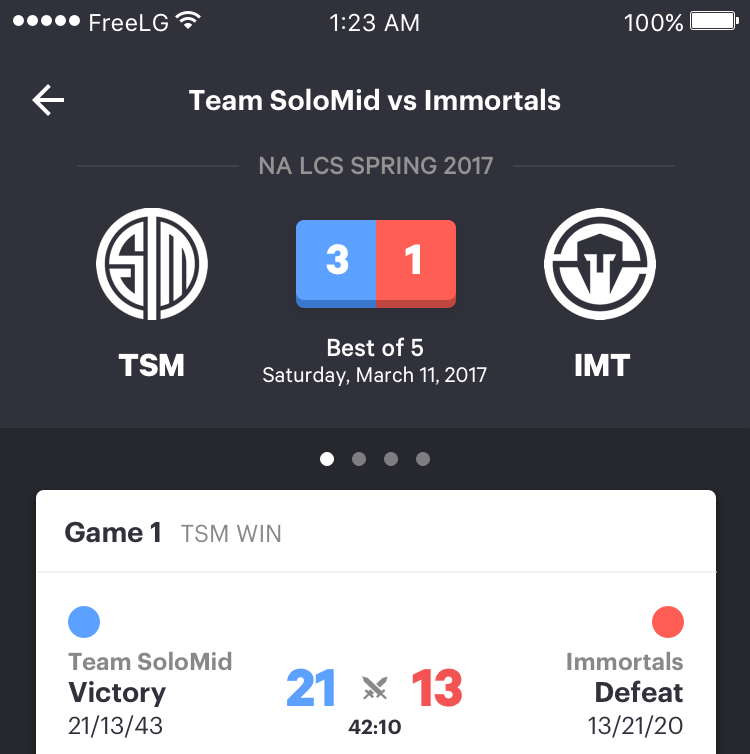 FreeLG 1:23 AM 100%
Team SoloMid vs Immortals
NA LCS SPRING 2017
TSM
3 1
TSM
Best of 5
IMT
Saturday, March 11, 2017
Game 1 TSM WIN
Team SoloMid
Victory
21/13/43
21 13
42:10
Immortals
Defeat
13/21/20